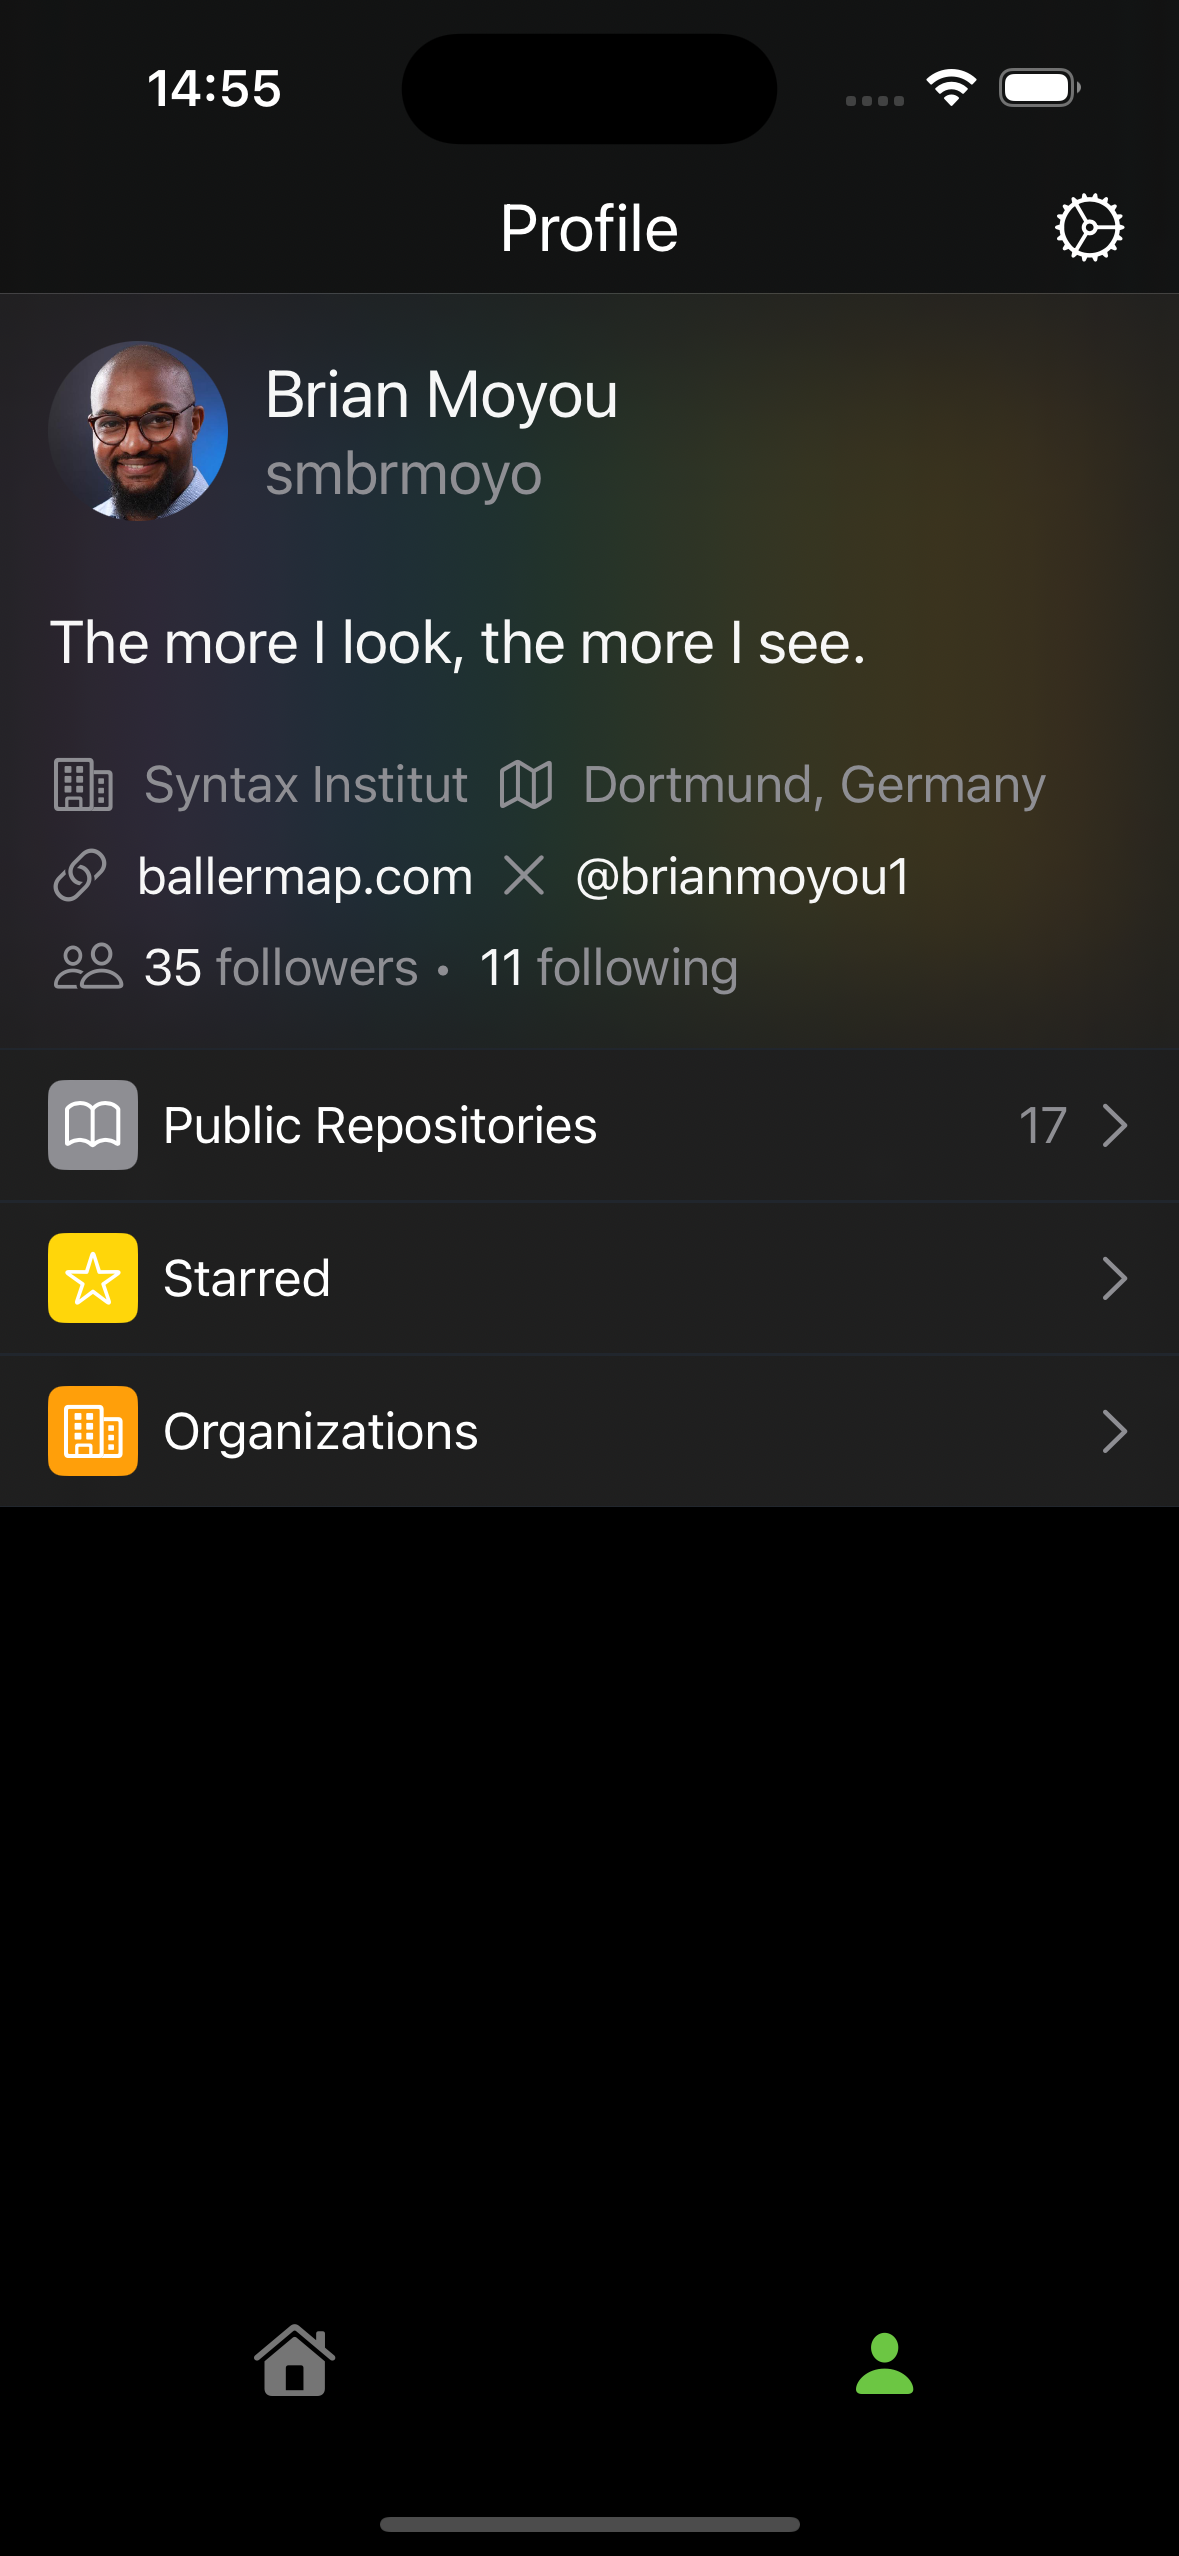 14:55
Profile
Brian Moyou
smbrmoyo
The more I look, the more I see.
Syntax Institut Dortmund, Germany
ballermap.com @brianmoyou1
35 followers • 11 following
Public Repositories 17
Starred
Organizations